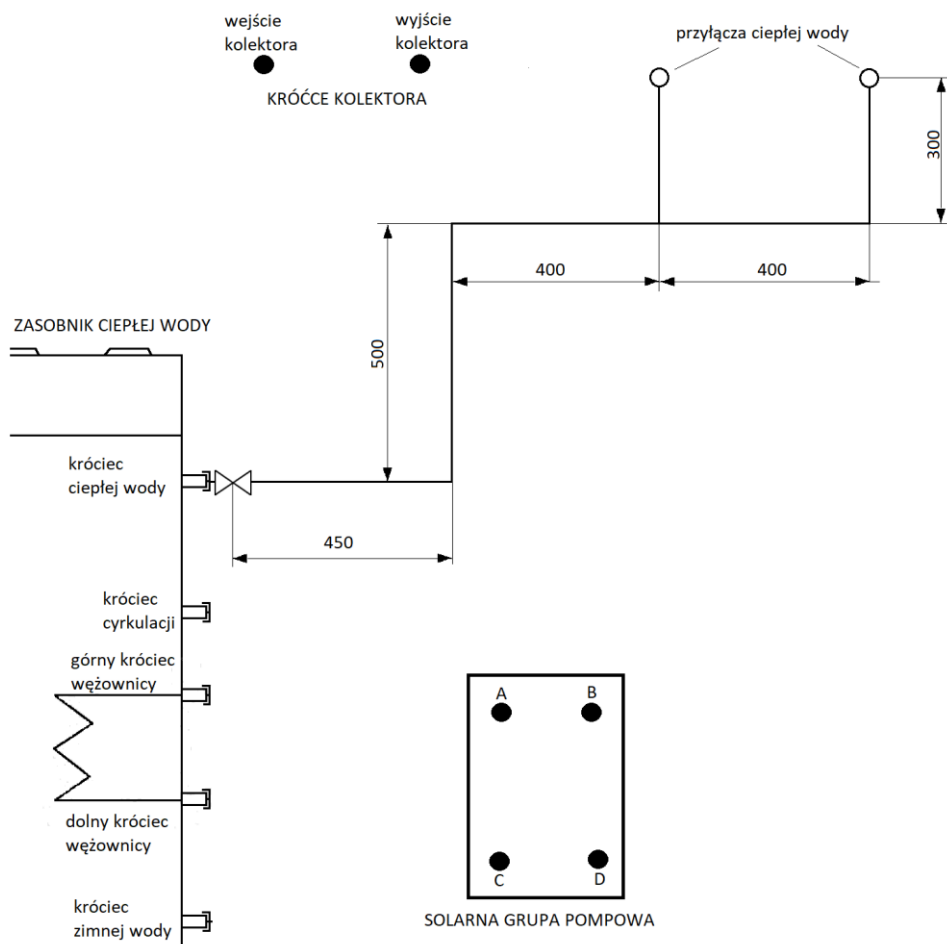 wejście
kolektora
wyjście
kolektora
KRÓĆCE KOLEKTORA
przyłącza ciepłej wody
300
400
400
500
ZASOBNIK CIEPŁEJ WODY
króciec
ciepłej wody
450
króciec
cyrkulacji
górny króciec
wężownicy
A
B
dolny króciec
wężownicy
C
D
króciec
zimnej wody
SOLARNA GRUPA POMPOWA